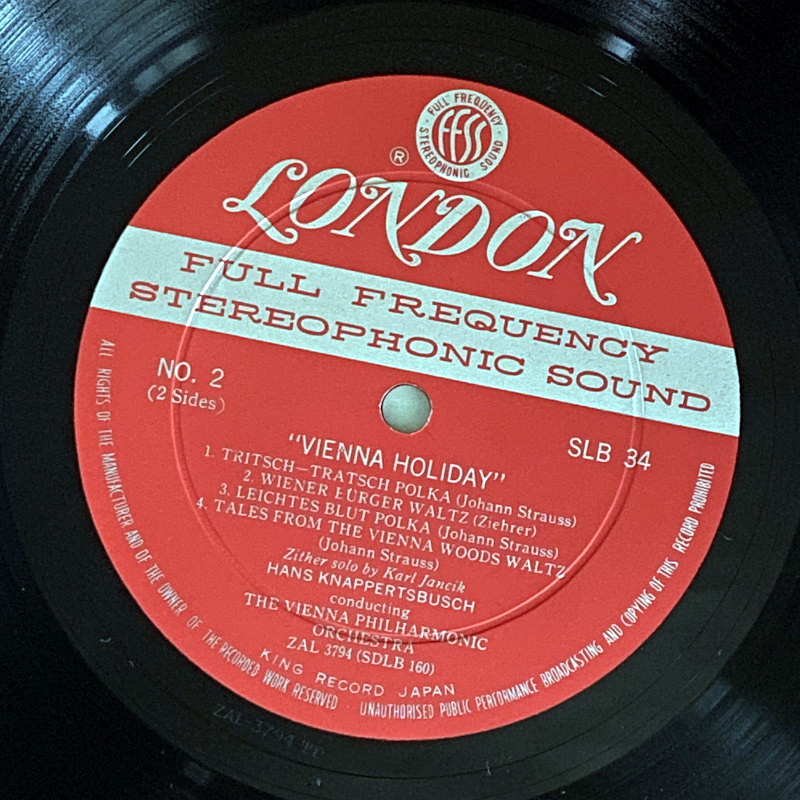 FULL FREQUENCY
FFSS
STEREOPHONIC SOUND
®
LONDON
FULL FREQUENCY
STEREOPHONIC SOUND
NO. 2
(2 Sides)
SLB 34
"VIENNA HOLIDAY"
1. TRITSCH—TRATSCH POLKA (Johann Strauss)
2. WIENER BURGER WALTZ (Ziehrer)
3. LEICHTES BLUT POLKA (Johann Strauss)
4. TALES FROM THE VIENNA WOODS WALTZ
(Johann Strauss)
Zither solo by Karl Jancik
HANS KNAPPERTSBUSCH
conducting
THE VIENNA PHILHARMONIC
ORCHESTRA
ZAL 3794 (SDLB 160)
KING RECORD JAPAN
ALL RIGHTS OF THE MANUFACTURER AND OF THE OWNER OF THE RECORDED WORK RESERVED · UNAUTHORISED PUBLIC PERFORMANCE BROADCASTING AND COPYING OF THIS RECORD PROHIBITED